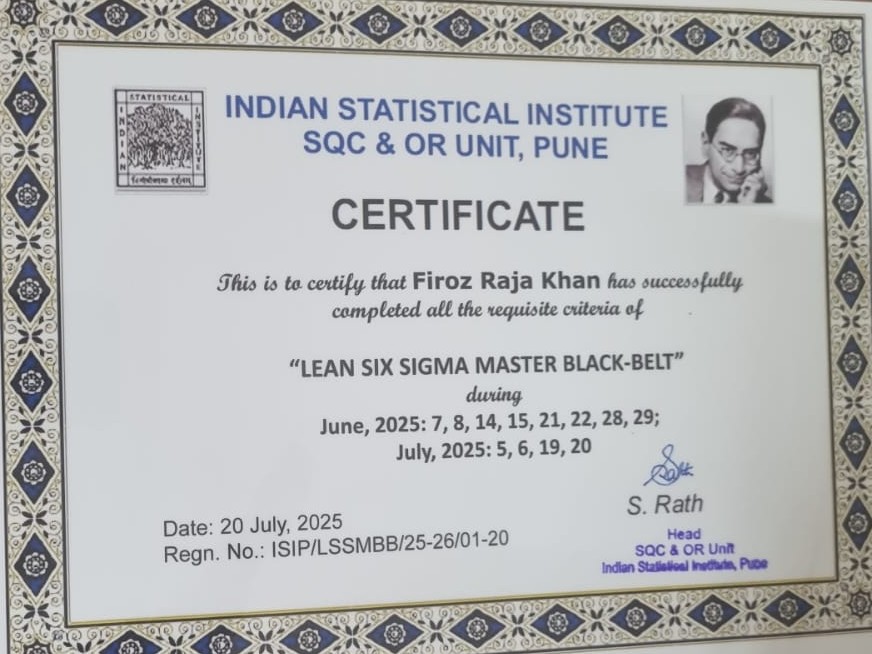 STATISTICAL
INDIAN
INSTITUTE
INDIAN STATISTICAL INSTITUTE
SQC & OR UNIT, PUNE
CERTIFICATE
This is to certify that Firoz Raja Khan has successfully
completed all the requisite criteria of
“LEAN SIX SIGMA MASTER BLACK-BELT”
during
June, 2025: 7, 8, 14, 15, 21, 22, 28, 29;
July, 2025: 5, 6, 19, 20
S. Rath
Date: 20 July, 2025
Regn. No.: ISIP/LSSMBB/25-26/01-20
Head
SQC & OR Unit
Indian Statistical Institute, Pune